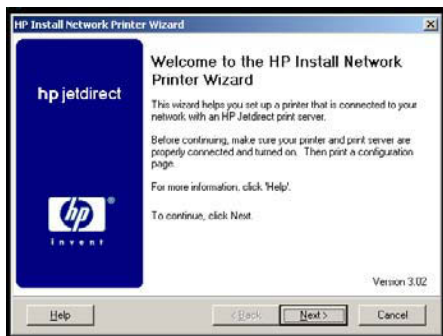 HP Install Network Printer Wizard
hp jetdirect
Welcome to the HP Install Network
Printer Wizard
This wizard helps you set up a printer that is connected to your
network with an HP Jetdirect print server.
Before continuing, make sure your printer and print server are
properly connected and turned on. Then print a configuration
page.
For more information, click 'Help'.
To continue, click Next.
hp
invent
Version 3.02
Help
< Back
Next >
Cancel